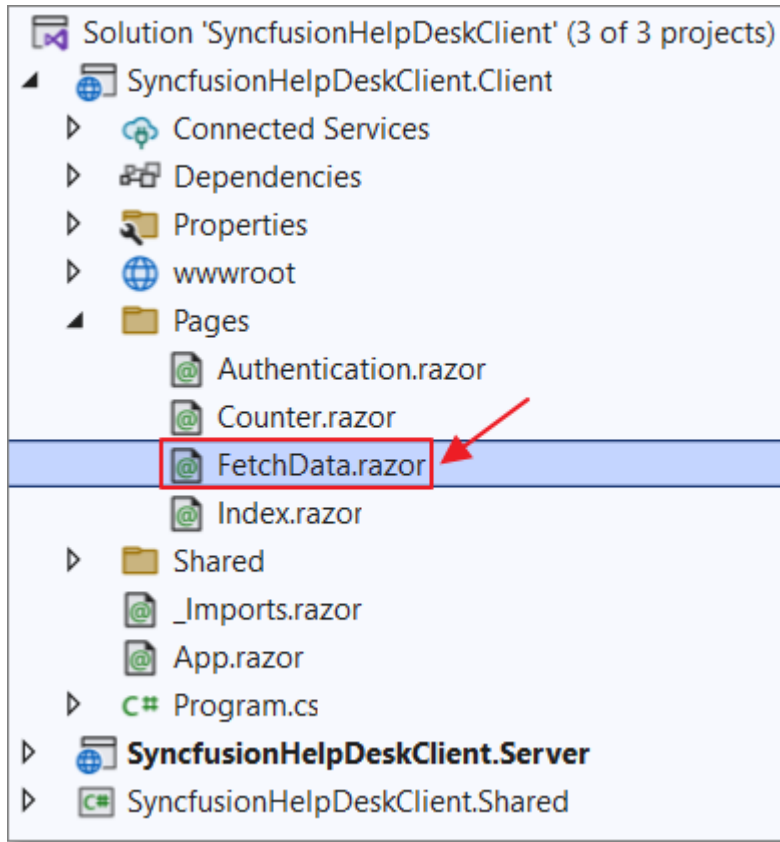 Solution 'SyncfusionHelpDeskClient' (3 of 3 projects)
SyncfusionHelpDeskClient.Client
Connected Services
Dependencies
Properties
wwwroot
Pages
@ Authentication.razor
@ Counter.razor
@ FetchData.razor
@ Index.razor
Shared
@ _Imports.razor
@ App.razor
C# Program.cs
SyncfusionHelpDeskClient.Server
C# SyncfusionHelpDeskClient.Shared